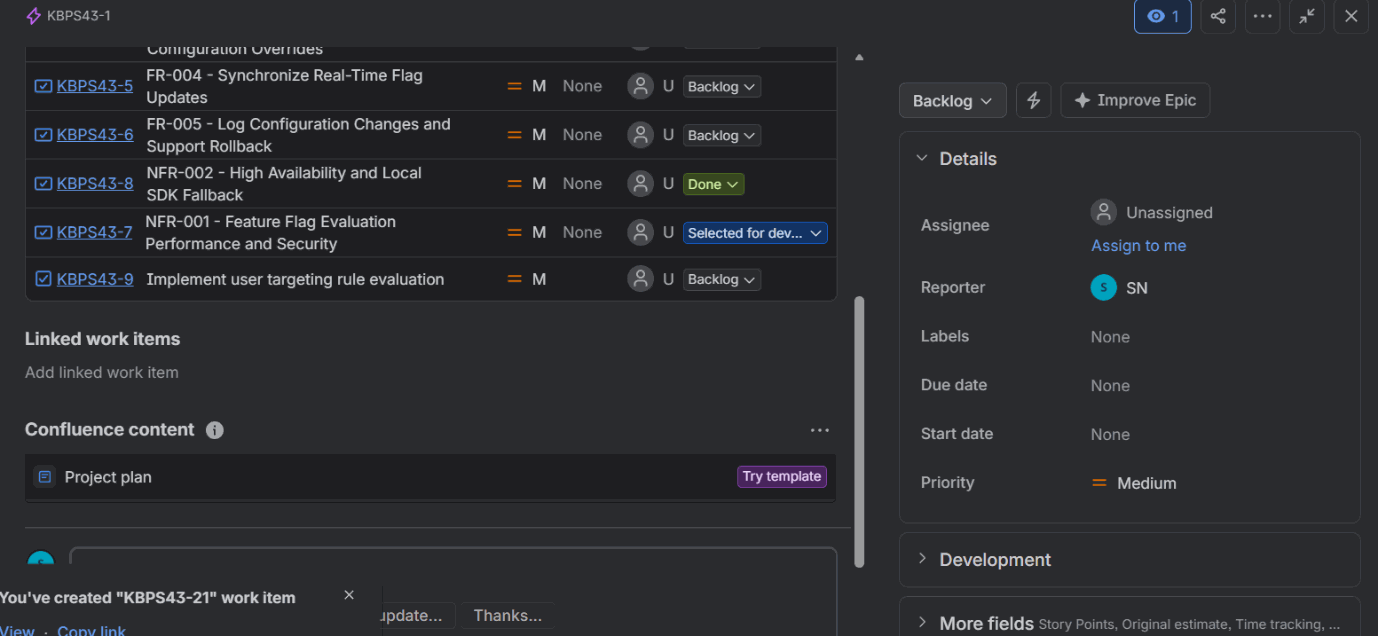 KBPS43-1
1
Configuration Overrides
KBPS43-5 FR-004 - Synchronize Real-Time Flag Updates M None U Backlog
KBPS43-6 FR-005 - Log Configuration Changes and Support Rollback M None U Backlog
KBPS43-8 NFR-002 - High Availability and Local SDK Fallback M None U Done
KBPS43-7 NFR-001 - Feature Flag Evaluation Performance and Security M None U Selected for dev...
KBPS43-9 Implement user targeting rule evaluation M U Backlog
Linked work items
Add linked work item
Confluence content
Project plan Try template
You've created "KBPS43-21" work item
View · Copy link
update... Thanks...
Backlog Improve Epic
Details
Assignee Unassigned
Assign to me
Reporter S SN
Labels None
Due date None
Start date None
Priority Medium
Development
More fields Story Points, Original estimate, Time tracking, ...